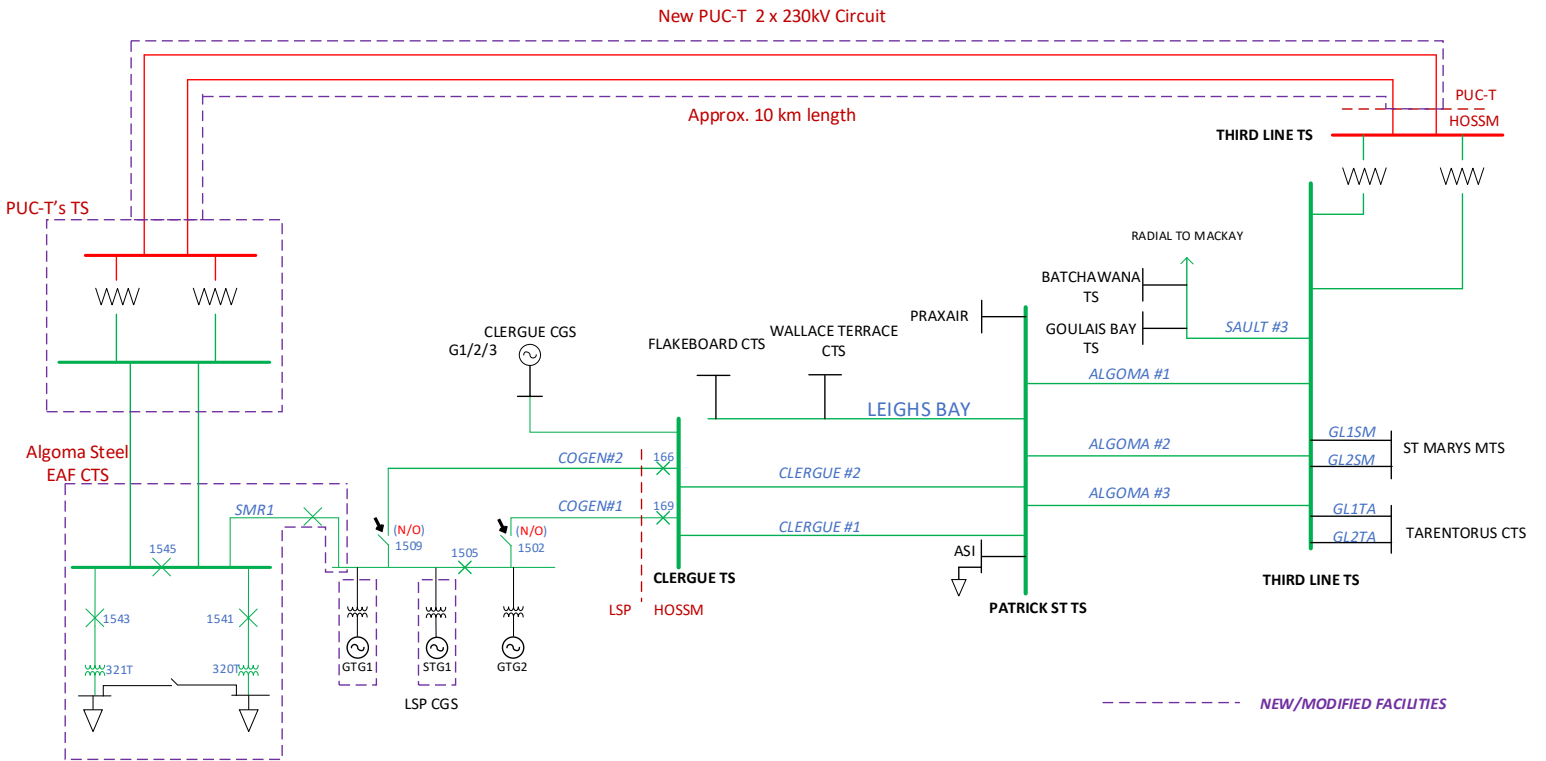 New PUC-T 2 x 230kV Circuit
PUC-T
Approx. 10 km length
HOSSM
THIRD LINE TS
PUC-T's TS
RADIAL TO MACKAY
BATCHAWANA
TS
PRAXAIR
GOULAIS BAY
TS
SAULT #3
CLERGUE CGS
G1/2/3
FLAKEBOARD CTS
WALLACE TERRACE
CTS
ALGOMA #1
LEIGHS BAY
GL1SM
ST MARYS MTS
GL2SM
Algoma Steel
EAF CTS
COGEN#2
166
CLERGUE #2
ALGOMA #2
ALGOMA #3
SMR1
COGEN#1
169
CLERGUE #1
GL1TA
TARENTORUS CTS
GL2TA
(N/O)
1509
(N/O)
1502
1545
1505
ASI
CLERGUE TS
THIRD LINE TS
LSP
HOSSM
PATRICK ST TS
1543
1541
321T
320T
GTG1
STG1
GTG2
LSP CGS
NEW/MODIFIED FACILITIES